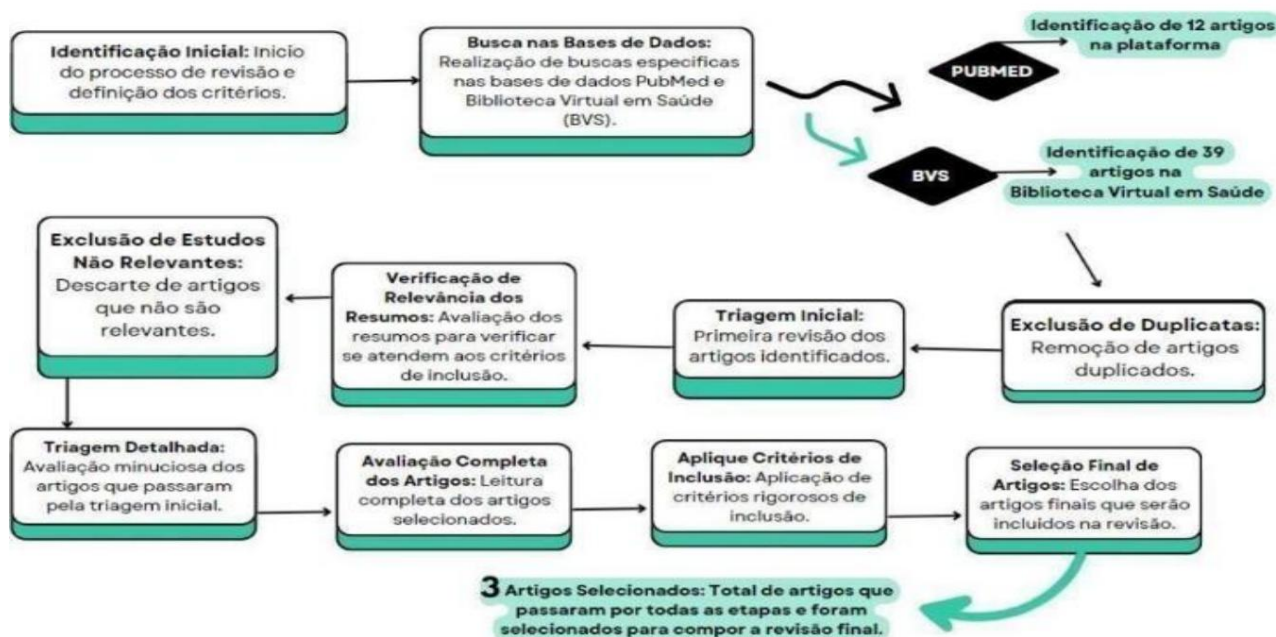 Identificação Inicial: Inicio
do processo de revisão e
definição dos critérios.
Busca nas Bases de Dados:
Realização de buscas especificas
nas bases de dados PubMed e
Biblioteca Virtual em Saúde
(BVS).
Identificação de 12 artigos
na plataforma
PUBMED
Identificação de 39
artigos na
Biblioteca Virtual em Saúde
BVS
Exclusão de Duplicatas:
Remoção de artigos
duplicados.
Triagem Inicial:
Primeira revisão dos
artigos identificados.
Verificação de
Relevância dos
Resumos: Avaliação dos
resumos para verificar
se atendem aos critérios
de inclusão.
Exclusão de Estudos
Não Relevantes:
Descarte de artigos
que não são
relevantes.
Triagem Detalhada:
Avaliação minuciosa dos
artigos que passaram
pela triagem inicial.
Avaliação Completa
dos Artigos: Leitura
completa dos artigos
selecionados.
Aplique Critérios de
Inclusão: Aplicação de
critérios rigorosos de
inclusão.
Seleção Final de
Artigos: Escolha dos
artigos finais que serão
incluidos na revisão.
3 Artigos Selecionados: Total de artigos que
passaram por todas as etapas e foram
selecionados para compor a revisão final.